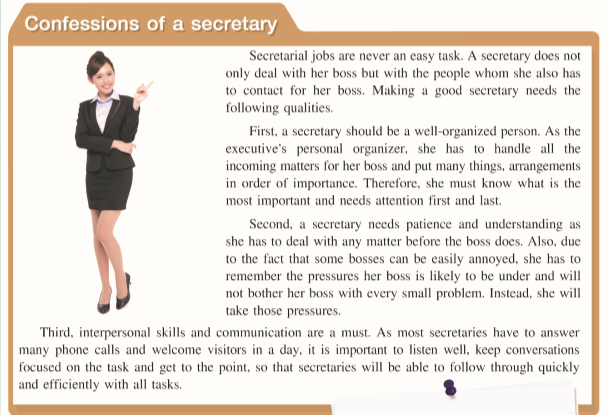 Confessions of a secretary
Secretarial jobs are never an easy task. A secretary does not
only deal with her boss but with the people whom she also has
to contact for her boss. Making a good secretary needs the
following qualities.
First, a secretary should be a well-organized person. As the
executive's personal organizer, she has to handle all the
incoming matters for her boss and put many things, arrangements
in order of importance. Therefore, she must know what is the
most important and needs attention first and last.
Second, a secretary needs patience and understanding as
she has to deal with any matter before the boss does. Also, due
to the fact that some bosses can be easily annoyed, she has to
remember the pressures her boss is likely to be under and will
not bother her boss with every small problem. Instead, she will
take those pressures.
Third, interpersonal skills and communication are a must. As most secretaries have to answer
many phone calls and welcome visitors in a day, it is important to listen well, keep conversations
focused on the task and get to the point, so that secretaries will be able to follow through quickly
and efficiently with all tasks.